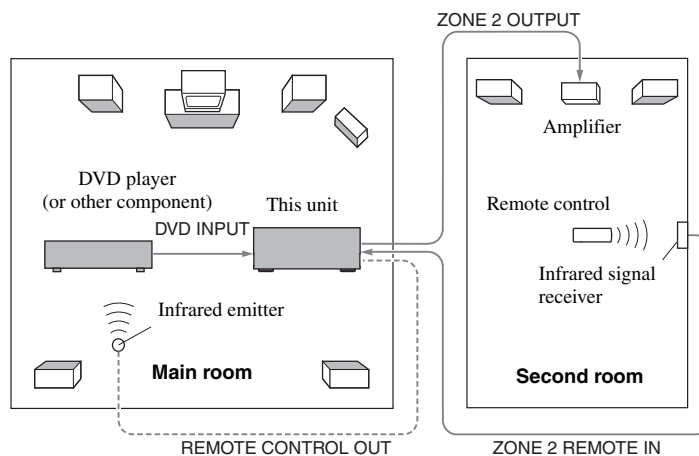 ZONE 2 OUTPUT
Amplifier
DVD player
(or other component)
This unit
DVD INPUT
Remote control
Infrared signal
receiver
Infrared emitter
Main room
Second room
REMOTE CONTROL OUT
ZONE 2 REMOTE IN